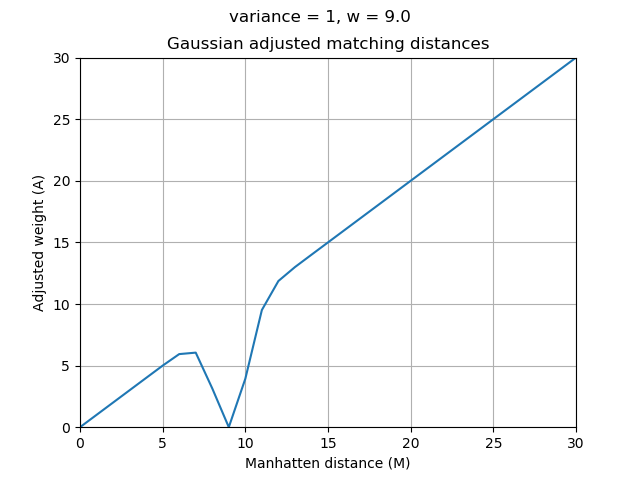 variance = 1, w = 9.0
Gaussian adjusted matching distances
30
25
20
15
10
5
0
Adjusted weight (A)
0 5 10 15 20 25 30
Manhatten distance (M)